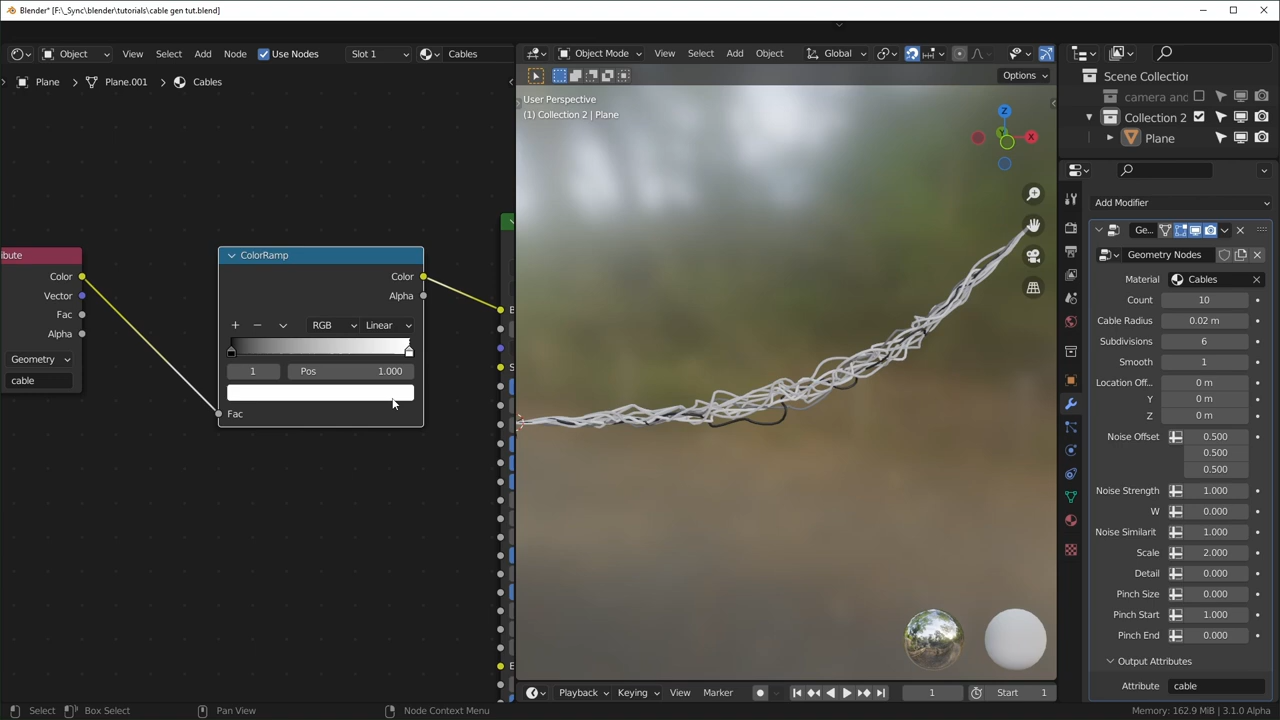 Blender* [F:\_Sync\blender\tutorials\cable gen tut.blend]
Object View Select Add Node Use Nodes Slot 1 Cables
Object Mode View Select Add Object Global
Plane > Plane.001 > Cables
Options
User Perspective
(1) Collection 2 | Plane
Z
Y
X
Scene Collection
camera and
Collection 2
Plane
Add Modifier
Ge...
Geometry Nodes
Material Cables
Count 10
Cable Radius 0.02 m
Subdivisions 6
Smooth 1
Location Off... 0 m
Y 0 m
Z 0 m
Noise Offset 0.500
0.500
0.500
Noise Strength 1.000
W 0.000
Noise Similarit 1.000
Scale 2.000
Detail 0.000
Pinch Size 0.000
Pinch Start 1.000
Pinch End 0.000
Output Attributes
Attribute cable
ibute
Color
Vector
Fac
Alpha
Geometry
cable
ColorRamp
Color
Alpha
+ − RGB Linear
1 Pos 1.000
Fac
B
S
E
Playback Keying View Marker 1 Start 1
Select Box Select Pan View Node Context Menu Memory: 162.9 MiB | 3.1.0 Alpha